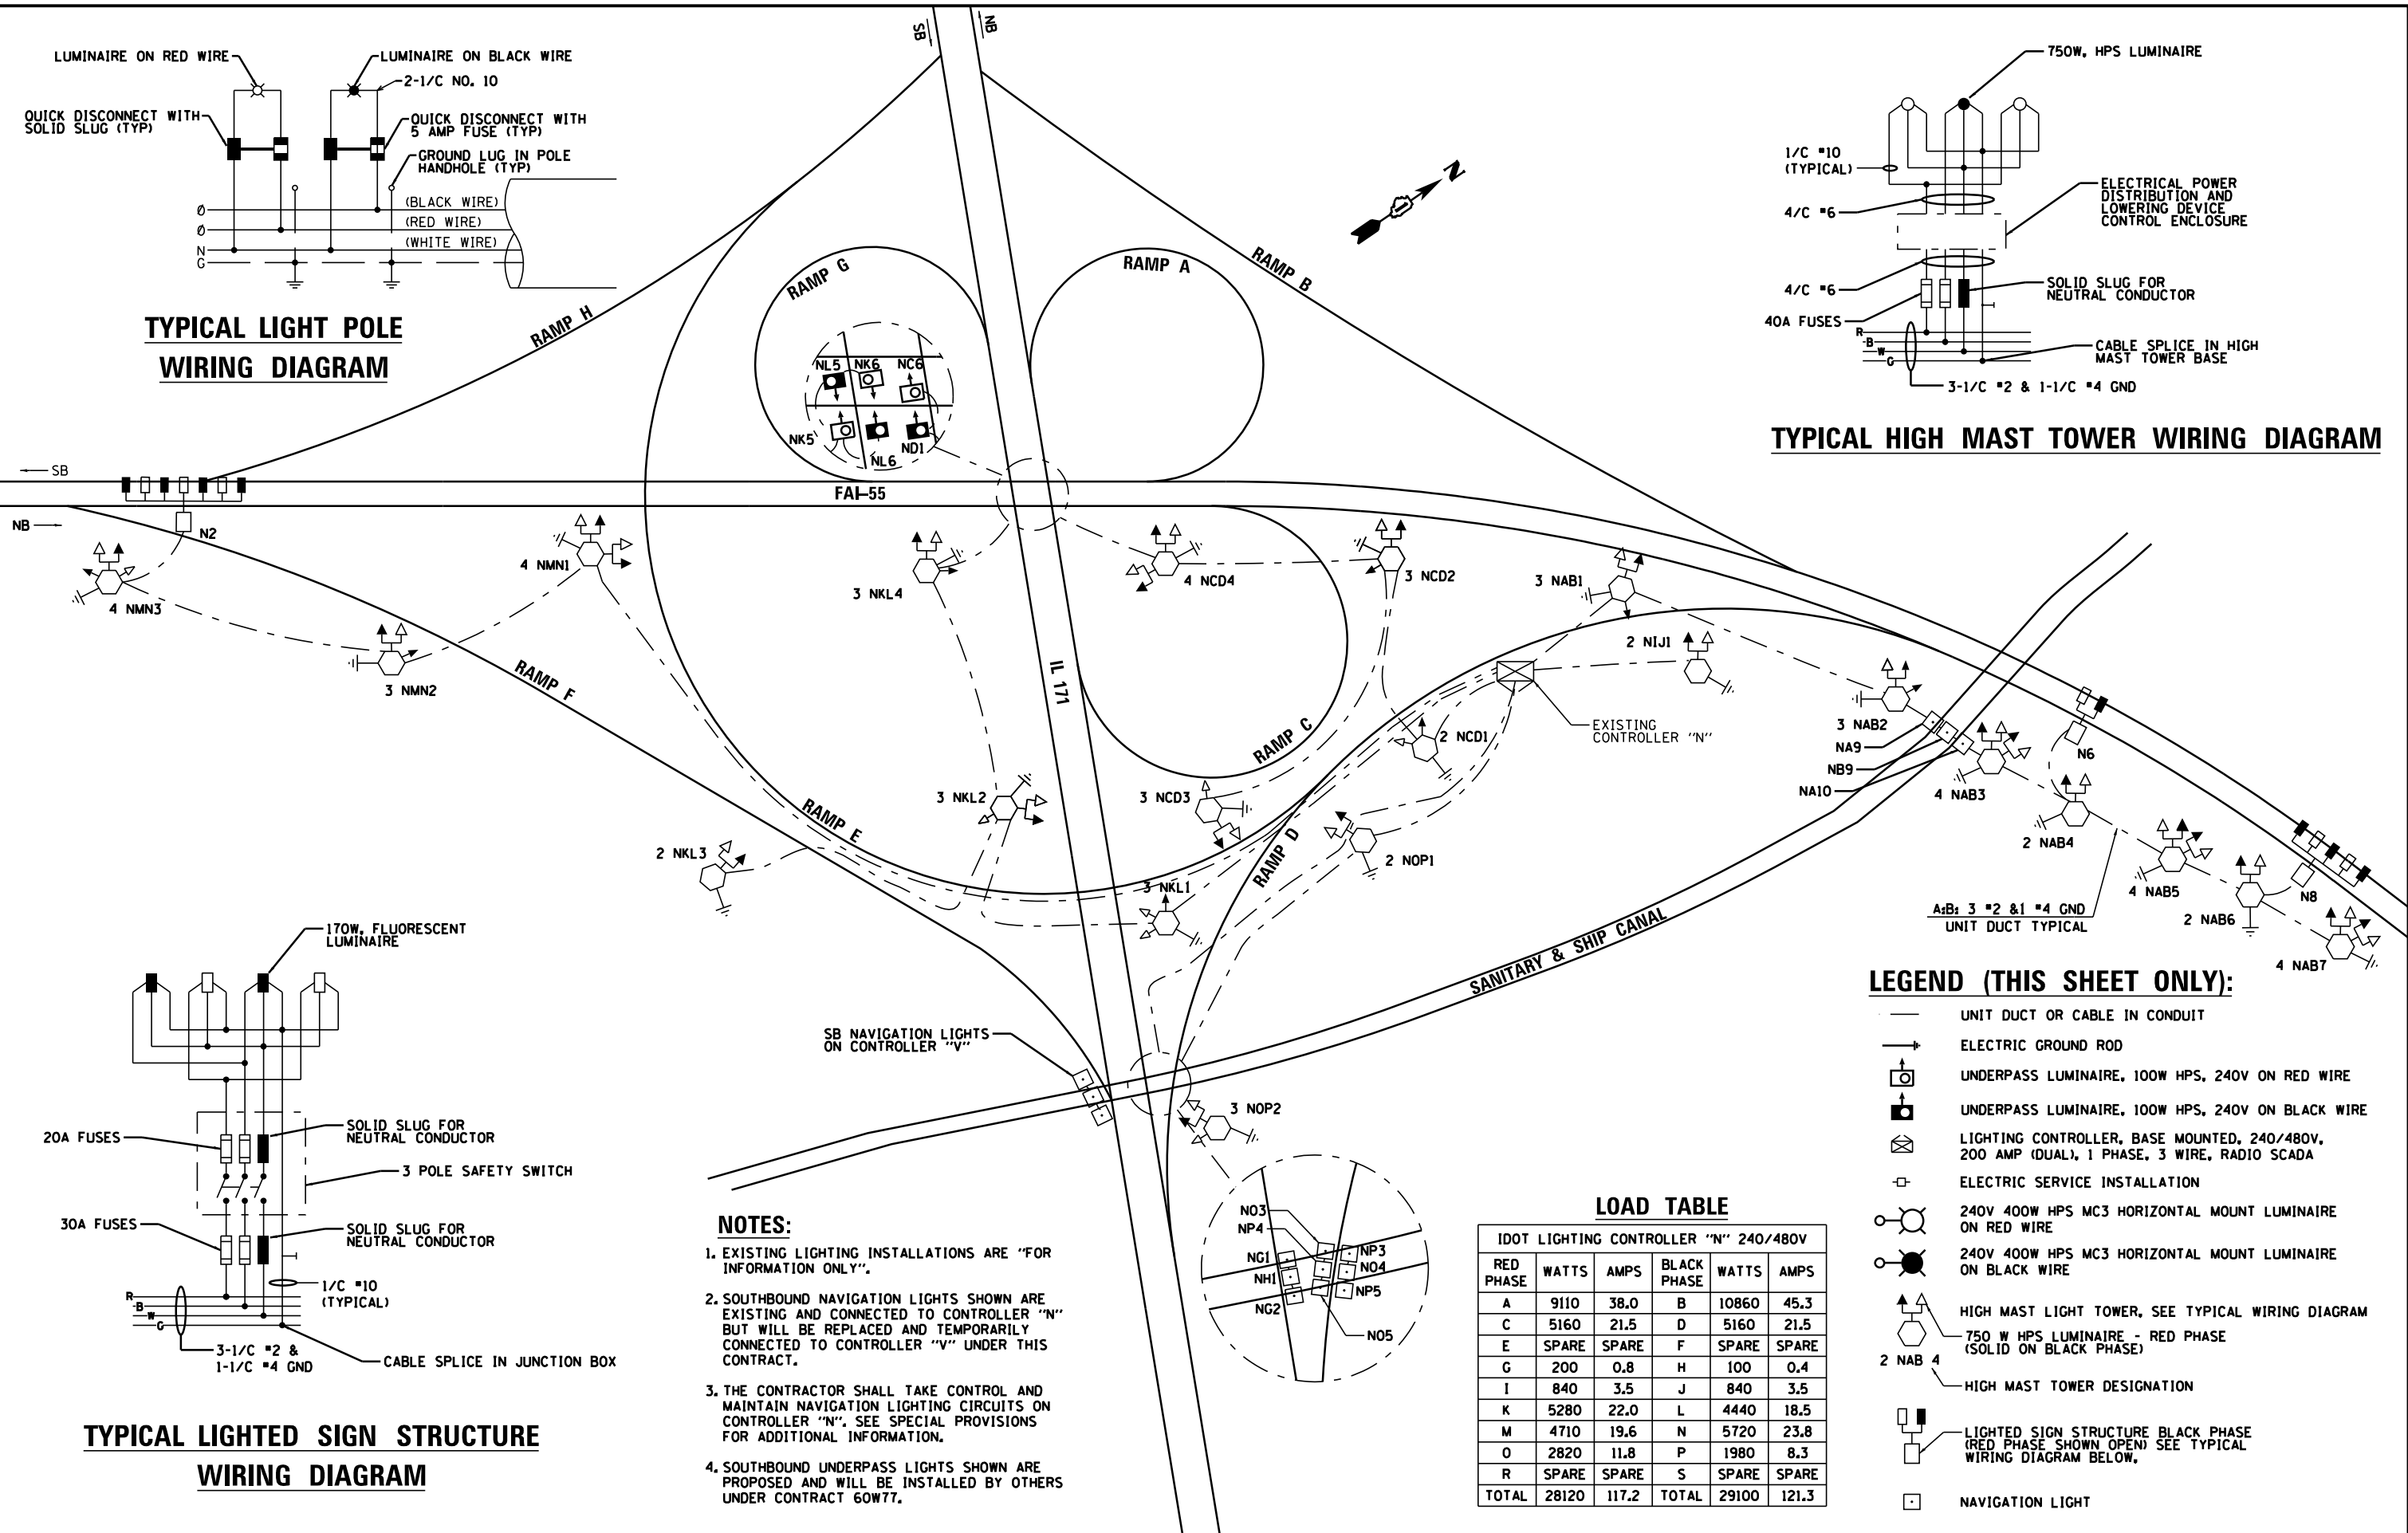 LUMINAIRE ON RED WIRE
LUMINAIRE ON BLACK WIRE
2-1/C NO. 10
QUICK DISCONNECT WITH
SOLID SLUG (TYP)
QUICK DISCONNECT WITH
5 AMP FUSE (TYP)
GROUND LUG IN POLE
HANDHOLE (TYP)
Ø
(BLACK WIRE)
Ø
(RED WIRE)
N
(WHITE WIRE)
G
TYPICAL LIGHT POLE
WIRING DIAGRAM
SB
NB
N
RAMP H
RAMP G
RAMP A
RAMP B
NL5
NK6
NC6
NK5
NL6
ND1
750W, HPS LUMINAIRE
1/C #10
(TYPICAL)
4/C #6
ELECTRICAL POWER
DISTRIBUTION AND
LOWERING DEVICE
CONTROL ENCLOSURE
4/C #6
SOLID SLUG FOR
NEUTRAL CONDUCTOR
40A FUSES
R
B
W
G
CABLE SPLICE IN HIGH
MAST TOWER BASE
3-1/C #2 & 1-1/C #4 GND
TYPICAL HIGH MAST TOWER WIRING DIAGRAM
SB
NB
FAI-55
N2
4 NMN3
3 NMN2
4 NMN1
3 NKL4
4 NCD4
3 NCD2
3 NAB1
2 NIJ1
RAMP F
IL 171
RAMP C
2 NCD1
EXISTING
CONTROLLER "N"
3 NAB2
NA9
NB9
NA10
4 NAB3
N6
2 NAB4
4 NAB5
N8
2 NAB6
4 NAB7
A:B: 3 #2 &1 #4 GND
UNIT DUCT TYPICAL
3 NKL2
3 NCD3
RAMP E
2 NKL3
3 NKL1
RAMP D
2 NOP1
SANITARY & SHIP CANAL
SB NAVIGATION LIGHTS
ON CONTROLLER "V"
3 NOP2
NO3
NP4
NG1
NH1
NG2
NP3
NO4
NP5
NO5
170W, FLUORESCENT
LUMINAIRE
20A FUSES
SOLID SLUG FOR
NEUTRAL CONDUCTOR
3 POLE SAFETY SWITCH
30A FUSES
SOLID SLUG FOR
NEUTRAL CONDUCTOR
1/C #10
(TYPICAL)
R
B
W
G
3-1/C #2 &
1-1/C #4 GND
CABLE SPLICE IN JUNCTION BOX
TYPICAL LIGHTED SIGN STRUCTURE
WIRING DIAGRAM
NOTES:
1. EXISTING LIGHTING INSTALLATIONS ARE "FOR
INFORMATION ONLY".
2. SOUTHBOUND NAVIGATION LIGHTS SHOWN ARE
EXISTING AND CONNECTED TO CONTROLLER "N"
BUT WILL BE REPLACED AND TEMPORARILY
CONNECTED TO CONTROLLER "V" UNDER THIS
CONTRACT.
3. THE CONTRACTOR SHALL TAKE CONTROL AND
MAINTAIN NAVIGATION LIGHTING CIRCUITS ON
CONTROLLER "N". SEE SPECIAL PROVISIONS
FOR ADDITIONAL INFORMATION.
4. SOUTHBOUND UNDERPASS LIGHTS SHOWN ARE
PROPOSED AND WILL BE INSTALLED BY OTHERS
UNDER CONTRACT 60W77.
LOAD TABLE
IDOT LIGHTING CONTROLLER "N" 240/480V
RED PHASE WATTS AMPS BLACK PHASE WATTS AMPS
A 9110 38.0 B 10860 45.3
C 5160 21.5 D 5160 21.5
E SPARE SPARE F SPARE SPARE
G 200 0.8 H 100 0.4
I 840 3.5 J 840 3.5
K 5280 22.0 L 4440 18.5
M 4710 19.6 N 5720 23.8
O 2820 11.8 P 1980 8.3
R SPARE SPARE S SPARE SPARE
TOTAL 28120 117.2 TOTAL 29100 121.3
LEGEND (THIS SHEET ONLY):
UNIT DUCT OR CABLE IN CONDUIT
ELECTRIC GROUND ROD
UNDERPASS LUMINAIRE, 100W HPS, 240V ON RED WIRE
UNDERPASS LUMINAIRE, 100W HPS, 240V ON BLACK WIRE
LIGHTING CONTROLLER, BASE MOUNTED, 240/480V,
200 AMP (DUAL), 1 PHASE, 3 WIRE, RADIO SCADA
ELECTRIC SERVICE INSTALLATION
240V 400W HPS MC3 HORIZONTAL MOUNT LUMINAIRE
ON RED WIRE
240V 400W HPS MC3 HORIZONTAL MOUNT LUMINAIRE
ON BLACK WIRE
HIGH MAST LIGHT TOWER, SEE TYPICAL WIRING DIAGRAM
750 W HPS LUMINAIRE - RED PHASE
(SOLID ON BLACK PHASE)
2 NAB 4
HIGH MAST TOWER DESIGNATION
LIGHTED SIGN STRUCTURE BLACK PHASE
(RED PHASE SHOWN OPEN) SEE TYPICAL
WIRING DIAGRAM BELOW.
NAVIGATION LIGHT